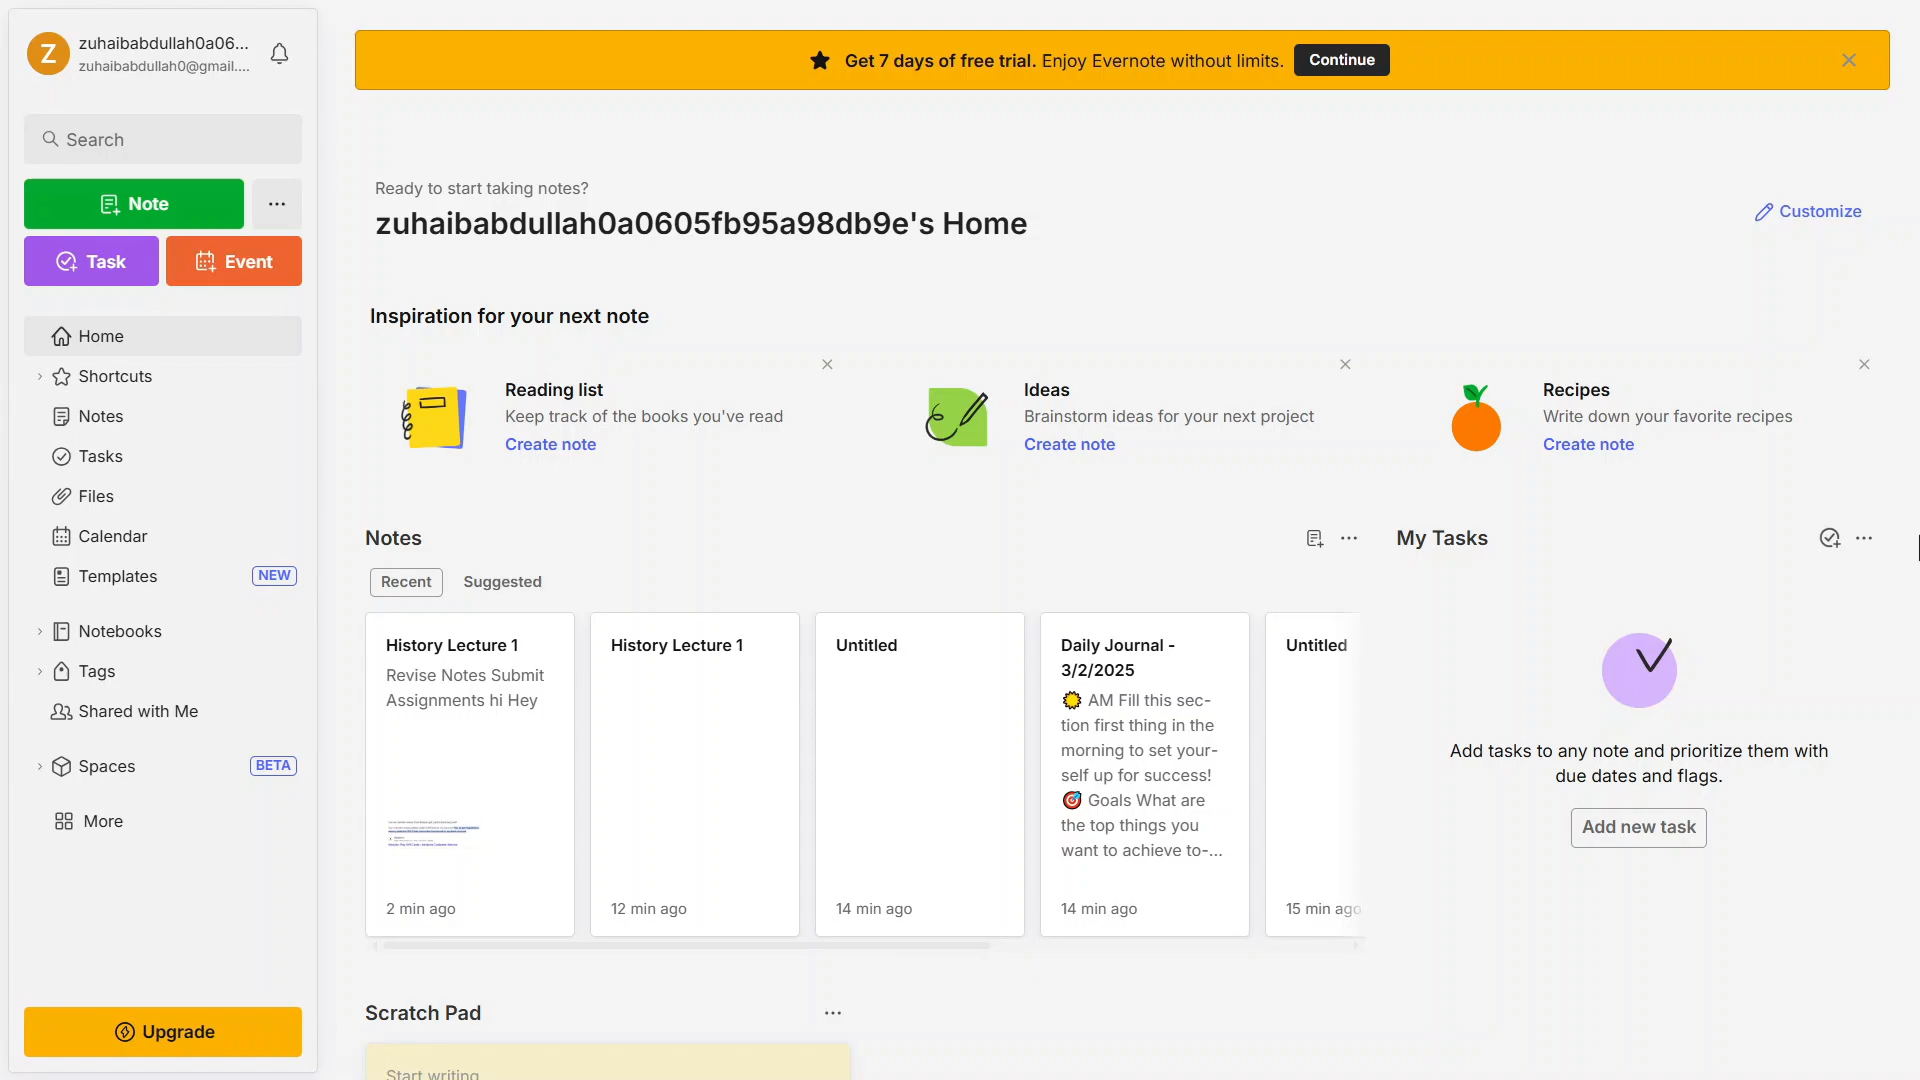 Z
zuhaibabdullah0a06...
zuhaibabdullah0@gmail....
Search
Note
Task
Event
Home
Shortcuts
Notes
Tasks
Files
Calendar
Templates
NEW
Notebooks
Tags
Shared with Me
Spaces
BETA
More
Upgrade
Get 7 days of free trial. Enjoy Evernote without limits.
Continue
Ready to start taking notes?
zuhaibabdullah0a0605fb95a98db9e's Home
Customize
Inspiration for your next note
Reading list
Keep track of the books you've read
Create note
Ideas
Brainstorm ideas for your next project
Create note
Recipes
Write down your favorite recipes
Create note
Notes
Recent
Suggested
History Lecture 1
Revise Notes Submit
Assignments hi Hey
2 min ago
History Lecture 1
12 min ago
Untitled
14 min ago
Daily Journal -
3/2/2025
AM Fill this sec-
tion first thing in the
morning to set your-
self up for success!
Goals What are
the top things you
want to achieve to-...
14 min ago
Untitled
15 min ago
My Tasks
Add tasks to any note and prioritize them with
due dates and flags.
Add new task
Scratch Pad
Start writing